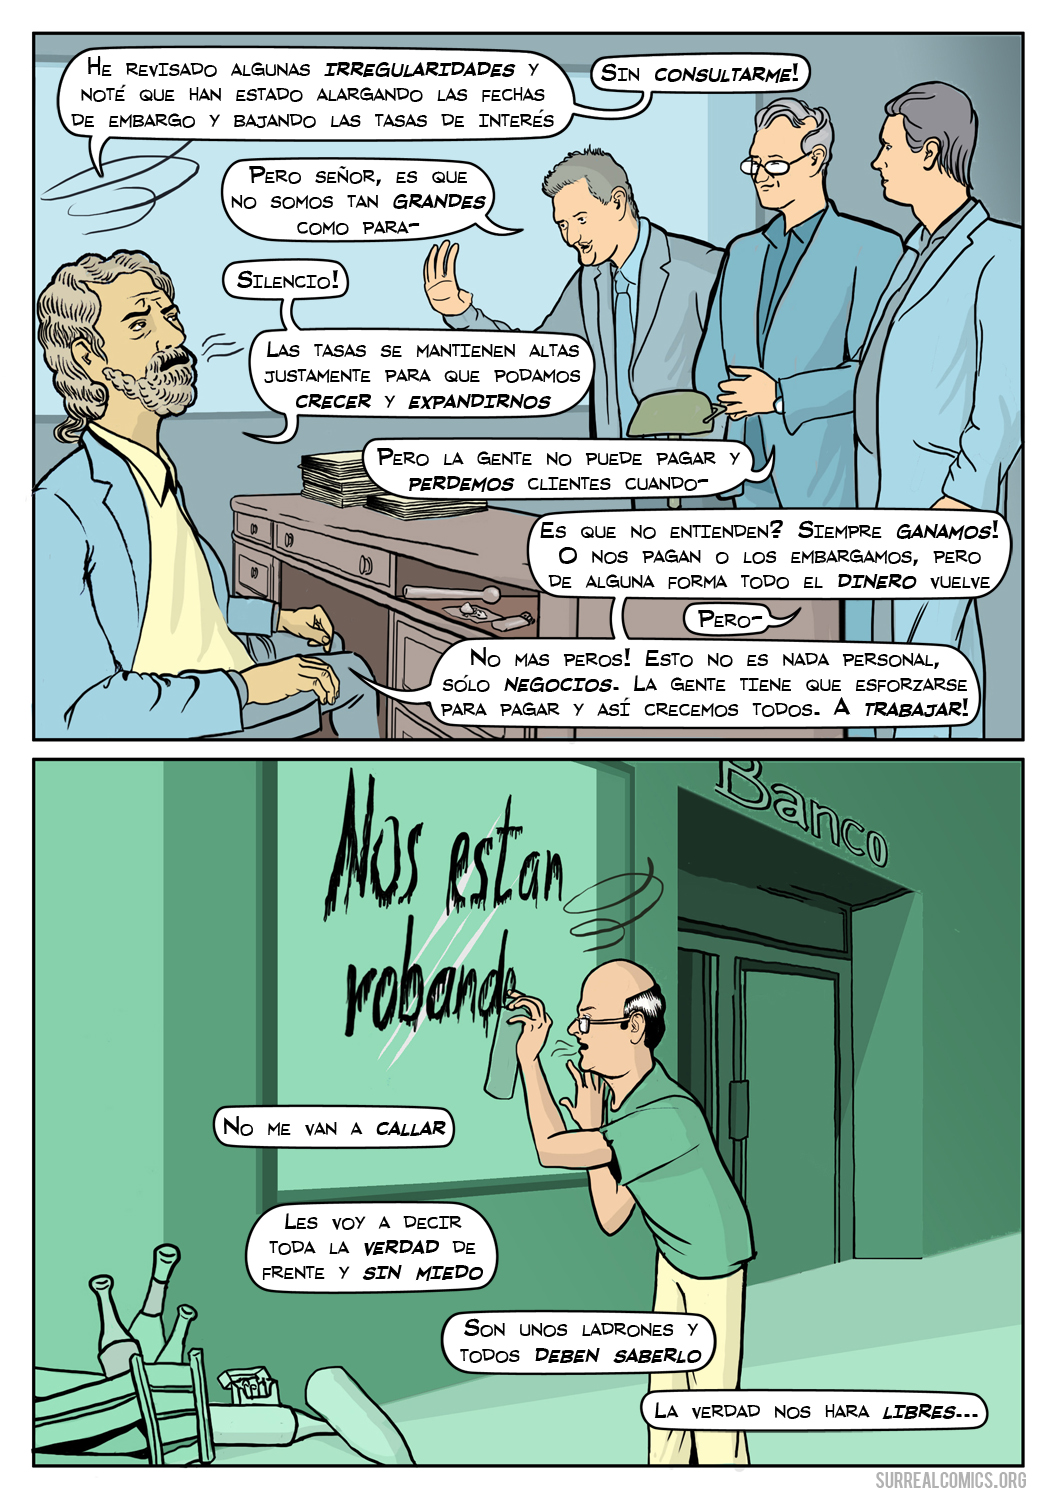 He revisado algunas irregularidades y
noté que han estado alargando las fechas
de embargo y bajando las tasas de interés
Sin consultarme!
Pero señor, es que
no somos tan grandes
como para-
Silencio!
Las tasas se mantienen altas
justamente para que podamos
crecer y expandirnos
Pero la gente no puede pagar y
perdemos clientes cuando-
Es que no entienden? Siempre ganamos!
O nos pagan o los embargamos, pero
de alguna forma todo el dinero vuelve
Pero-
No mas peros! Esto no es nada personal,
sólo negocios. La gente tiene que esforzarse
para pagar y así crecemos todos. A trabajar!
Banco
Nos estan
robando
No me van a callar
Les voy a decir
toda la verdad de
frente y sin miedo
Son unos ladrones y
todos deben saberlo
La verdad nos hara libres...
SURREALCOMICS.ORG